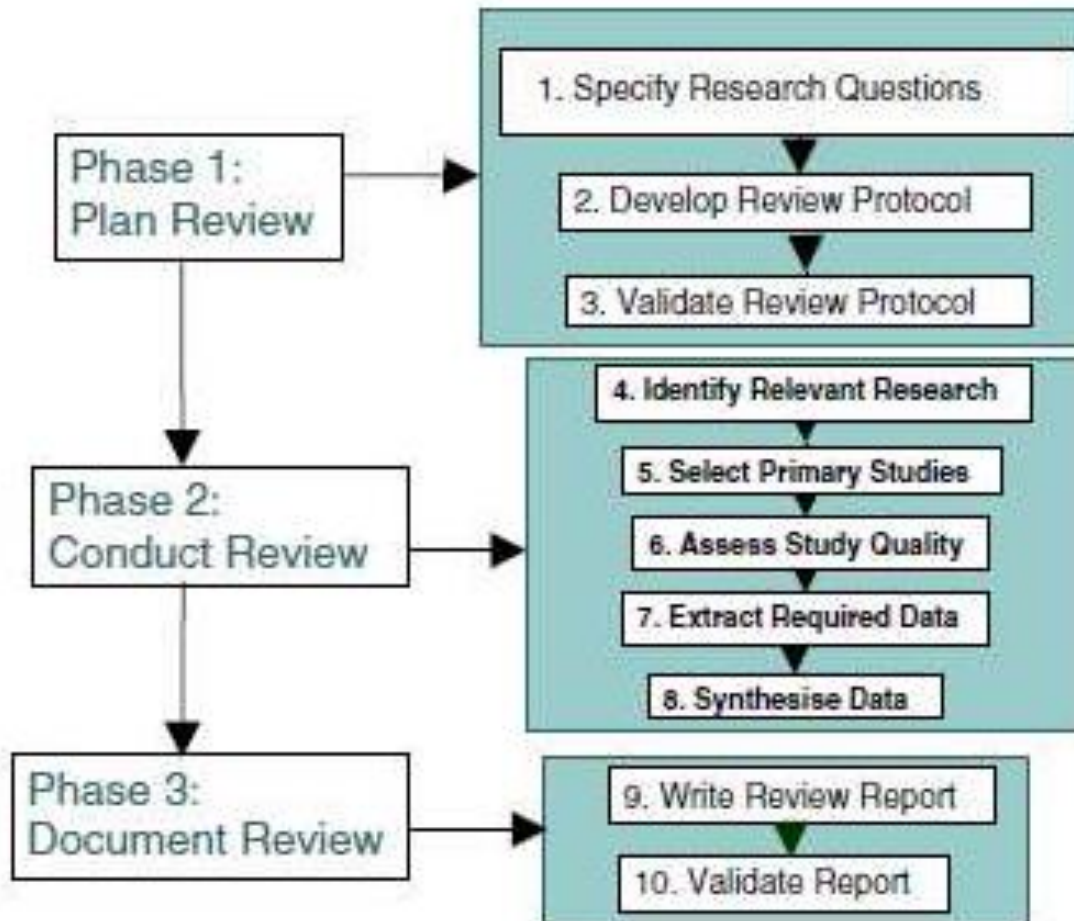 Phase 1:
Plan Review
1. Specify Research Questions
2. Develop Review Protocol
3. Validate Review Protocol
Phase 2:
Conduct Review
4. Identify Relevant Research
5. Select Primary Studies
6. Assess Study Quality
7. Extract Required Data
8. Synthesise Data
Phase 3:
Document Review
9. Write Review Report
10. Validate Report